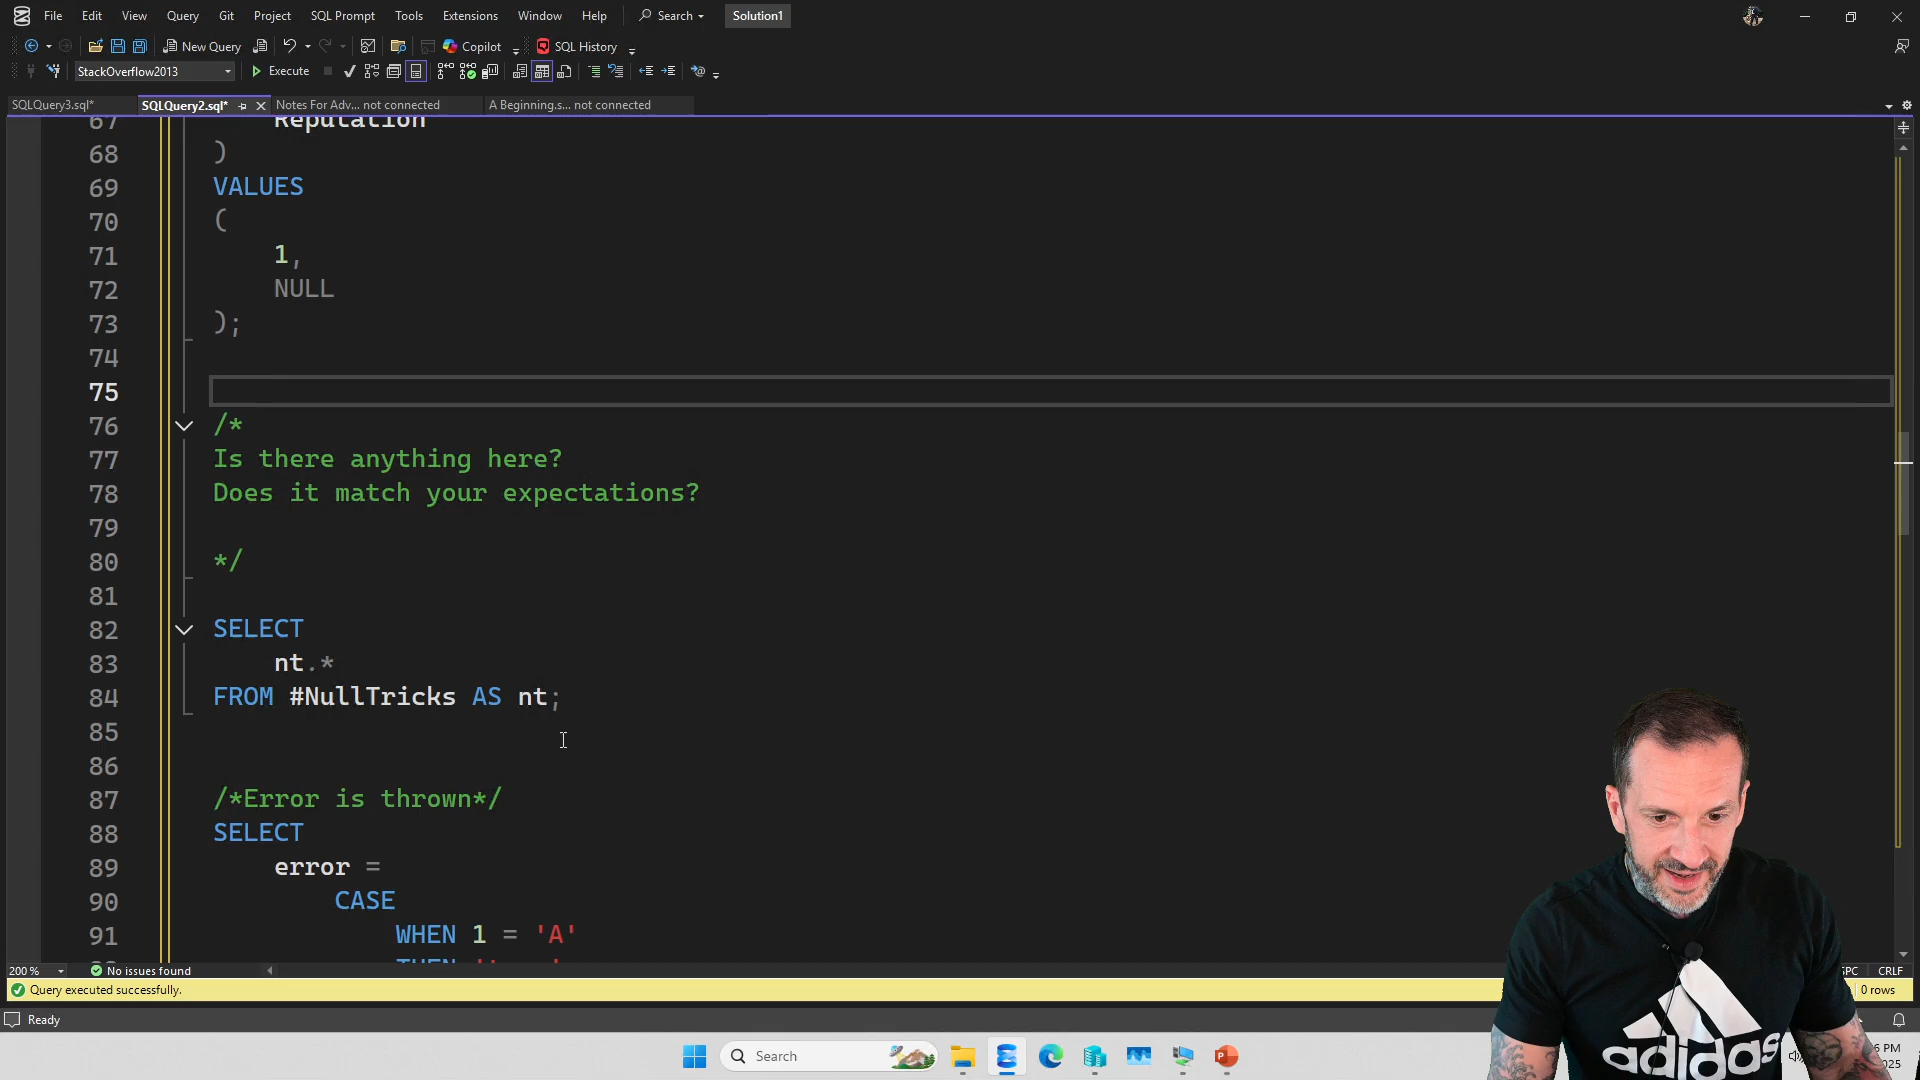 File Edit View Query Git Project SQL Prompt Tools Extensions Window Help Search Solution1
New Query Copilot SQL History
StackOverflow2013 Execute
SQLQuery3.sql* SQLQuery2.sql* Notes For Adv... not connected A Beginning.s... not connected
67 Reputation
68 )
69 VALUES
70 (
71 1,
72 NULL
73 );
74
75
76 /*
77 Is there anything here?
78 Does it match your expectations?
79
80 */
81
82 SELECT
83 nt.*
84 FROM #NullTricks AS nt;
85
86
87 /*Error is thrown*/
88 SELECT
89 error =
90 CASE
91 WHEN 1 = 'A'
200 % No issues found SPC CRLF
Query executed successfully. 0 rows
Ready
Search
adidas